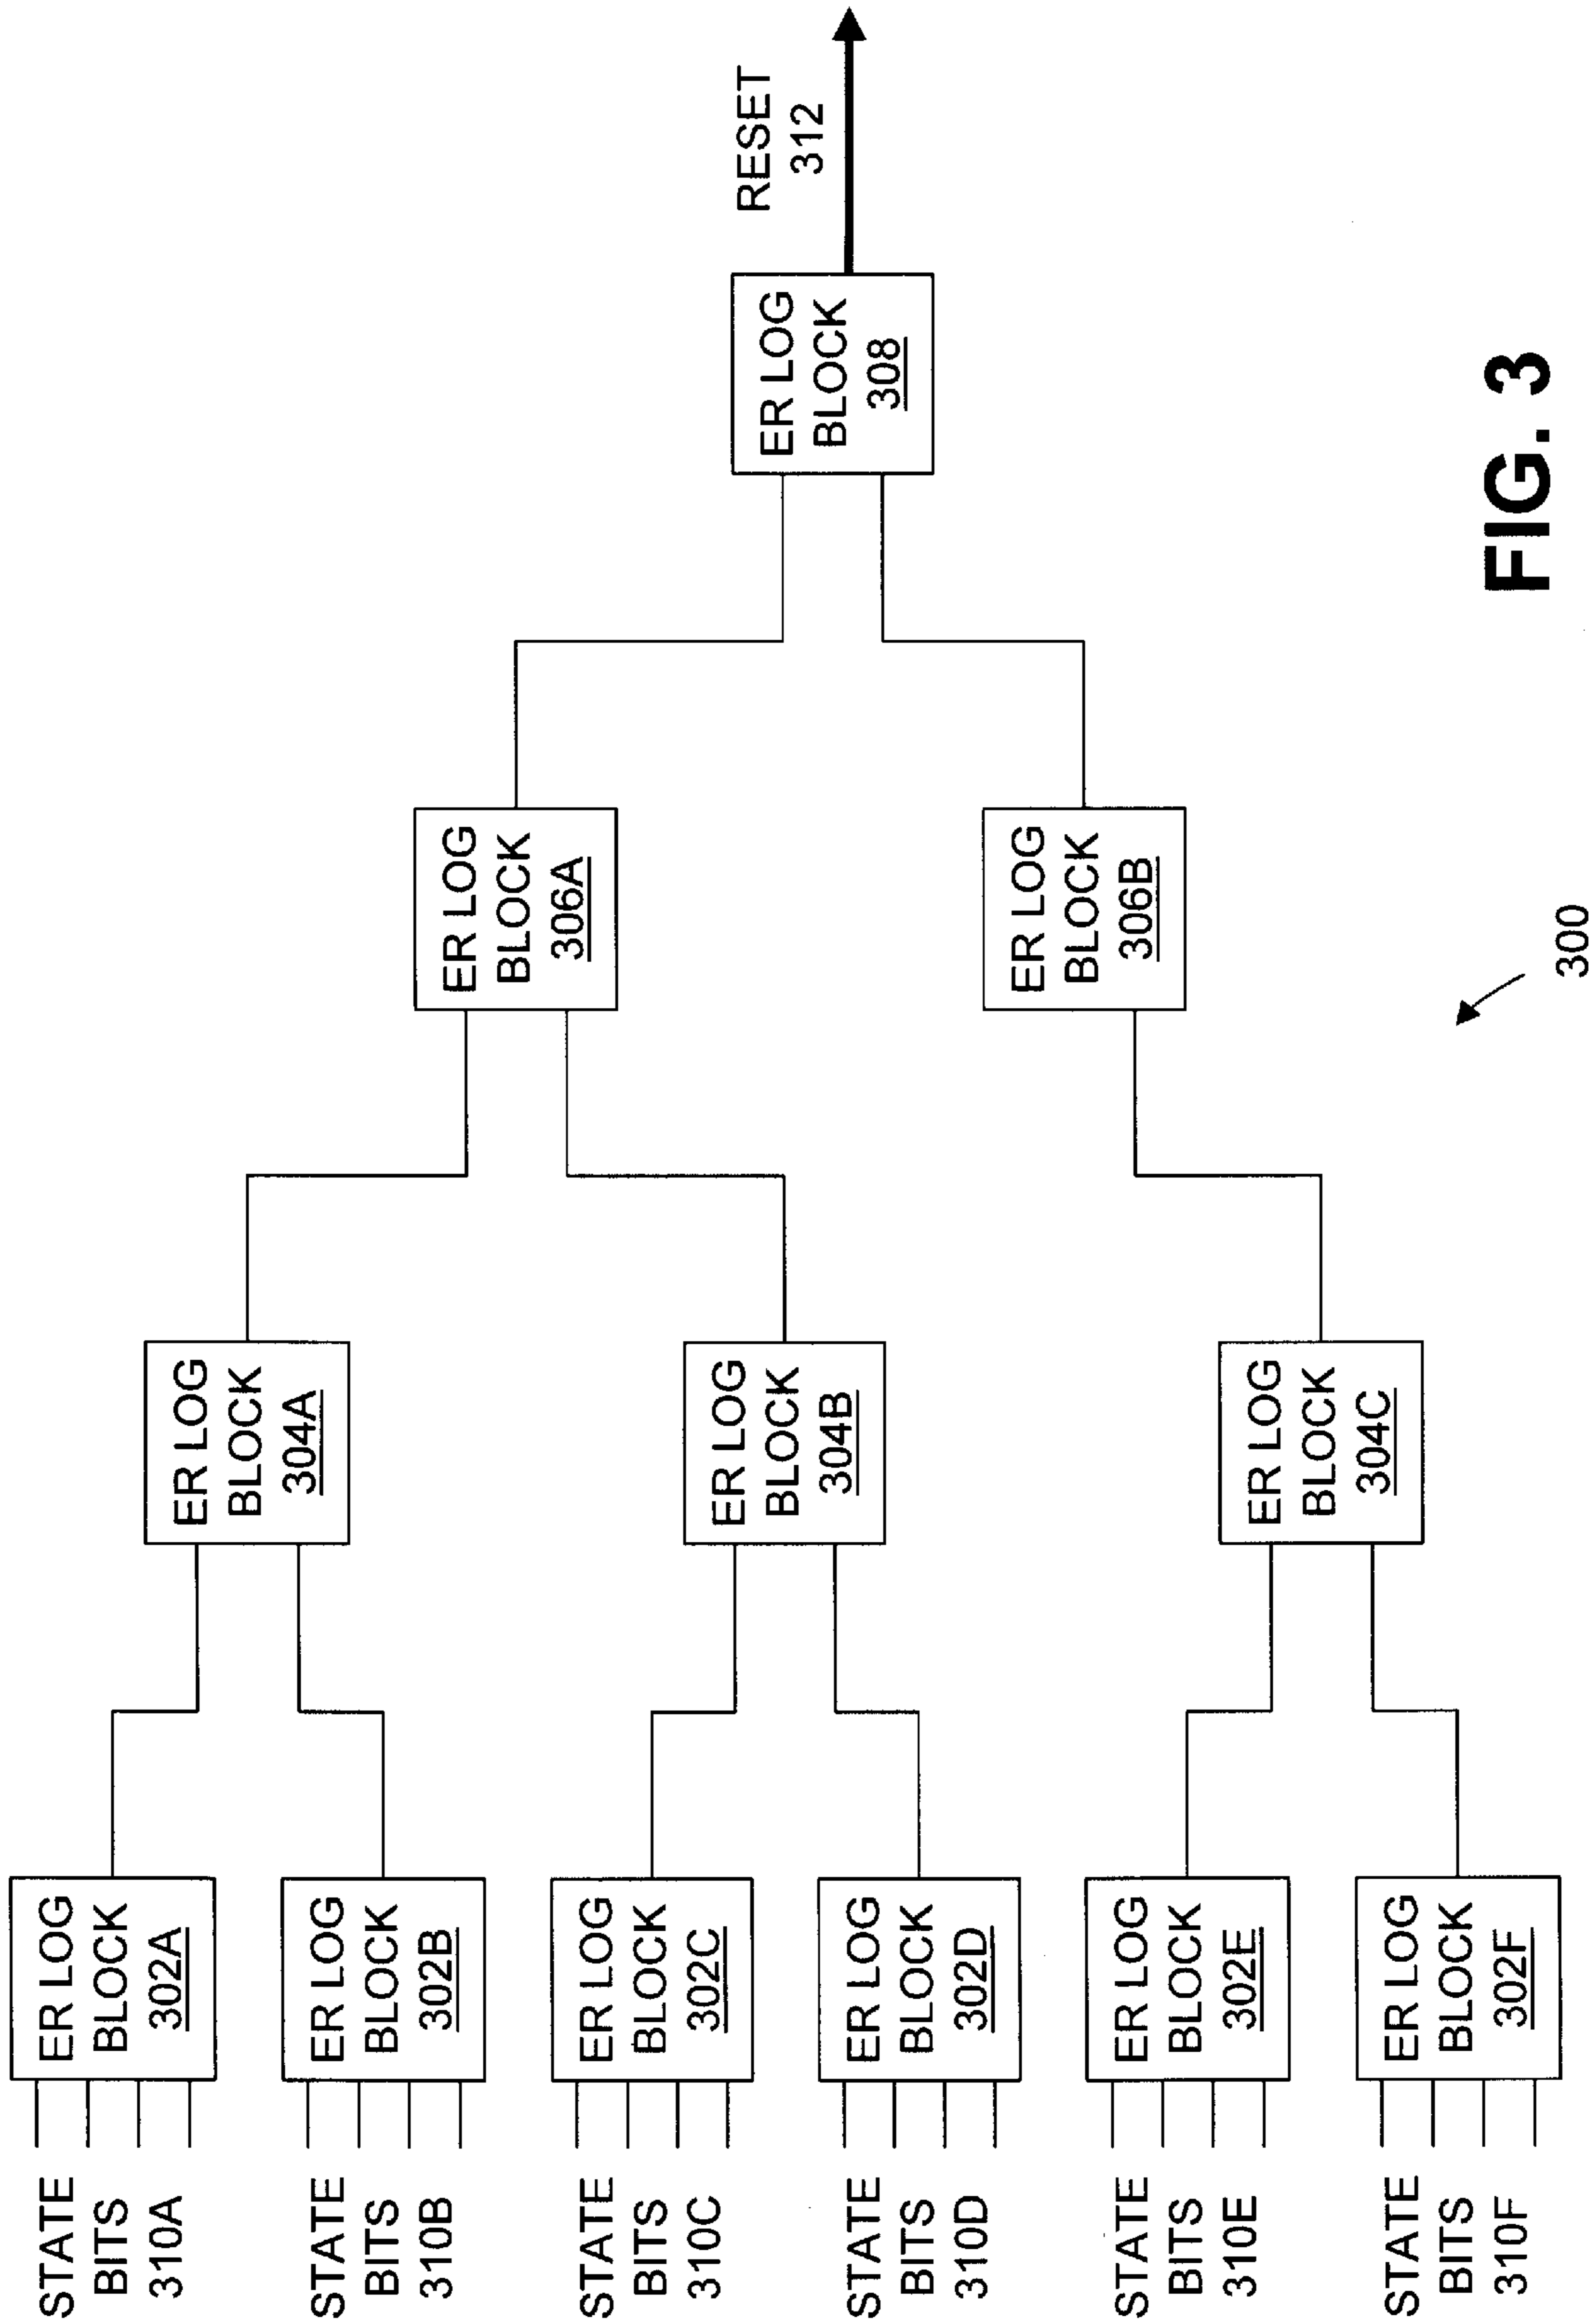 STATE
BITS
310A
ER LOG
BLOCK
302A
STATE
BITS
310B
ER LOG
BLOCK
302B
STATE
BITS
310C
ER LOG
BLOCK
302C
STATE
BITS
310D
ER LOG
BLOCK
302D
STATE
BITS
310E
ER LOG
BLOCK
302E
STATE
BITS
310F
ER LOG
BLOCK
302F
ER LOG
BLOCK
304A
ER LOG
BLOCK
304B
ER LOG
BLOCK
304C
ER LOG
BLOCK
306A
ER LOG
BLOCK
306B
ER LOG
BLOCK
308
RESET
312
300
FIG. 3